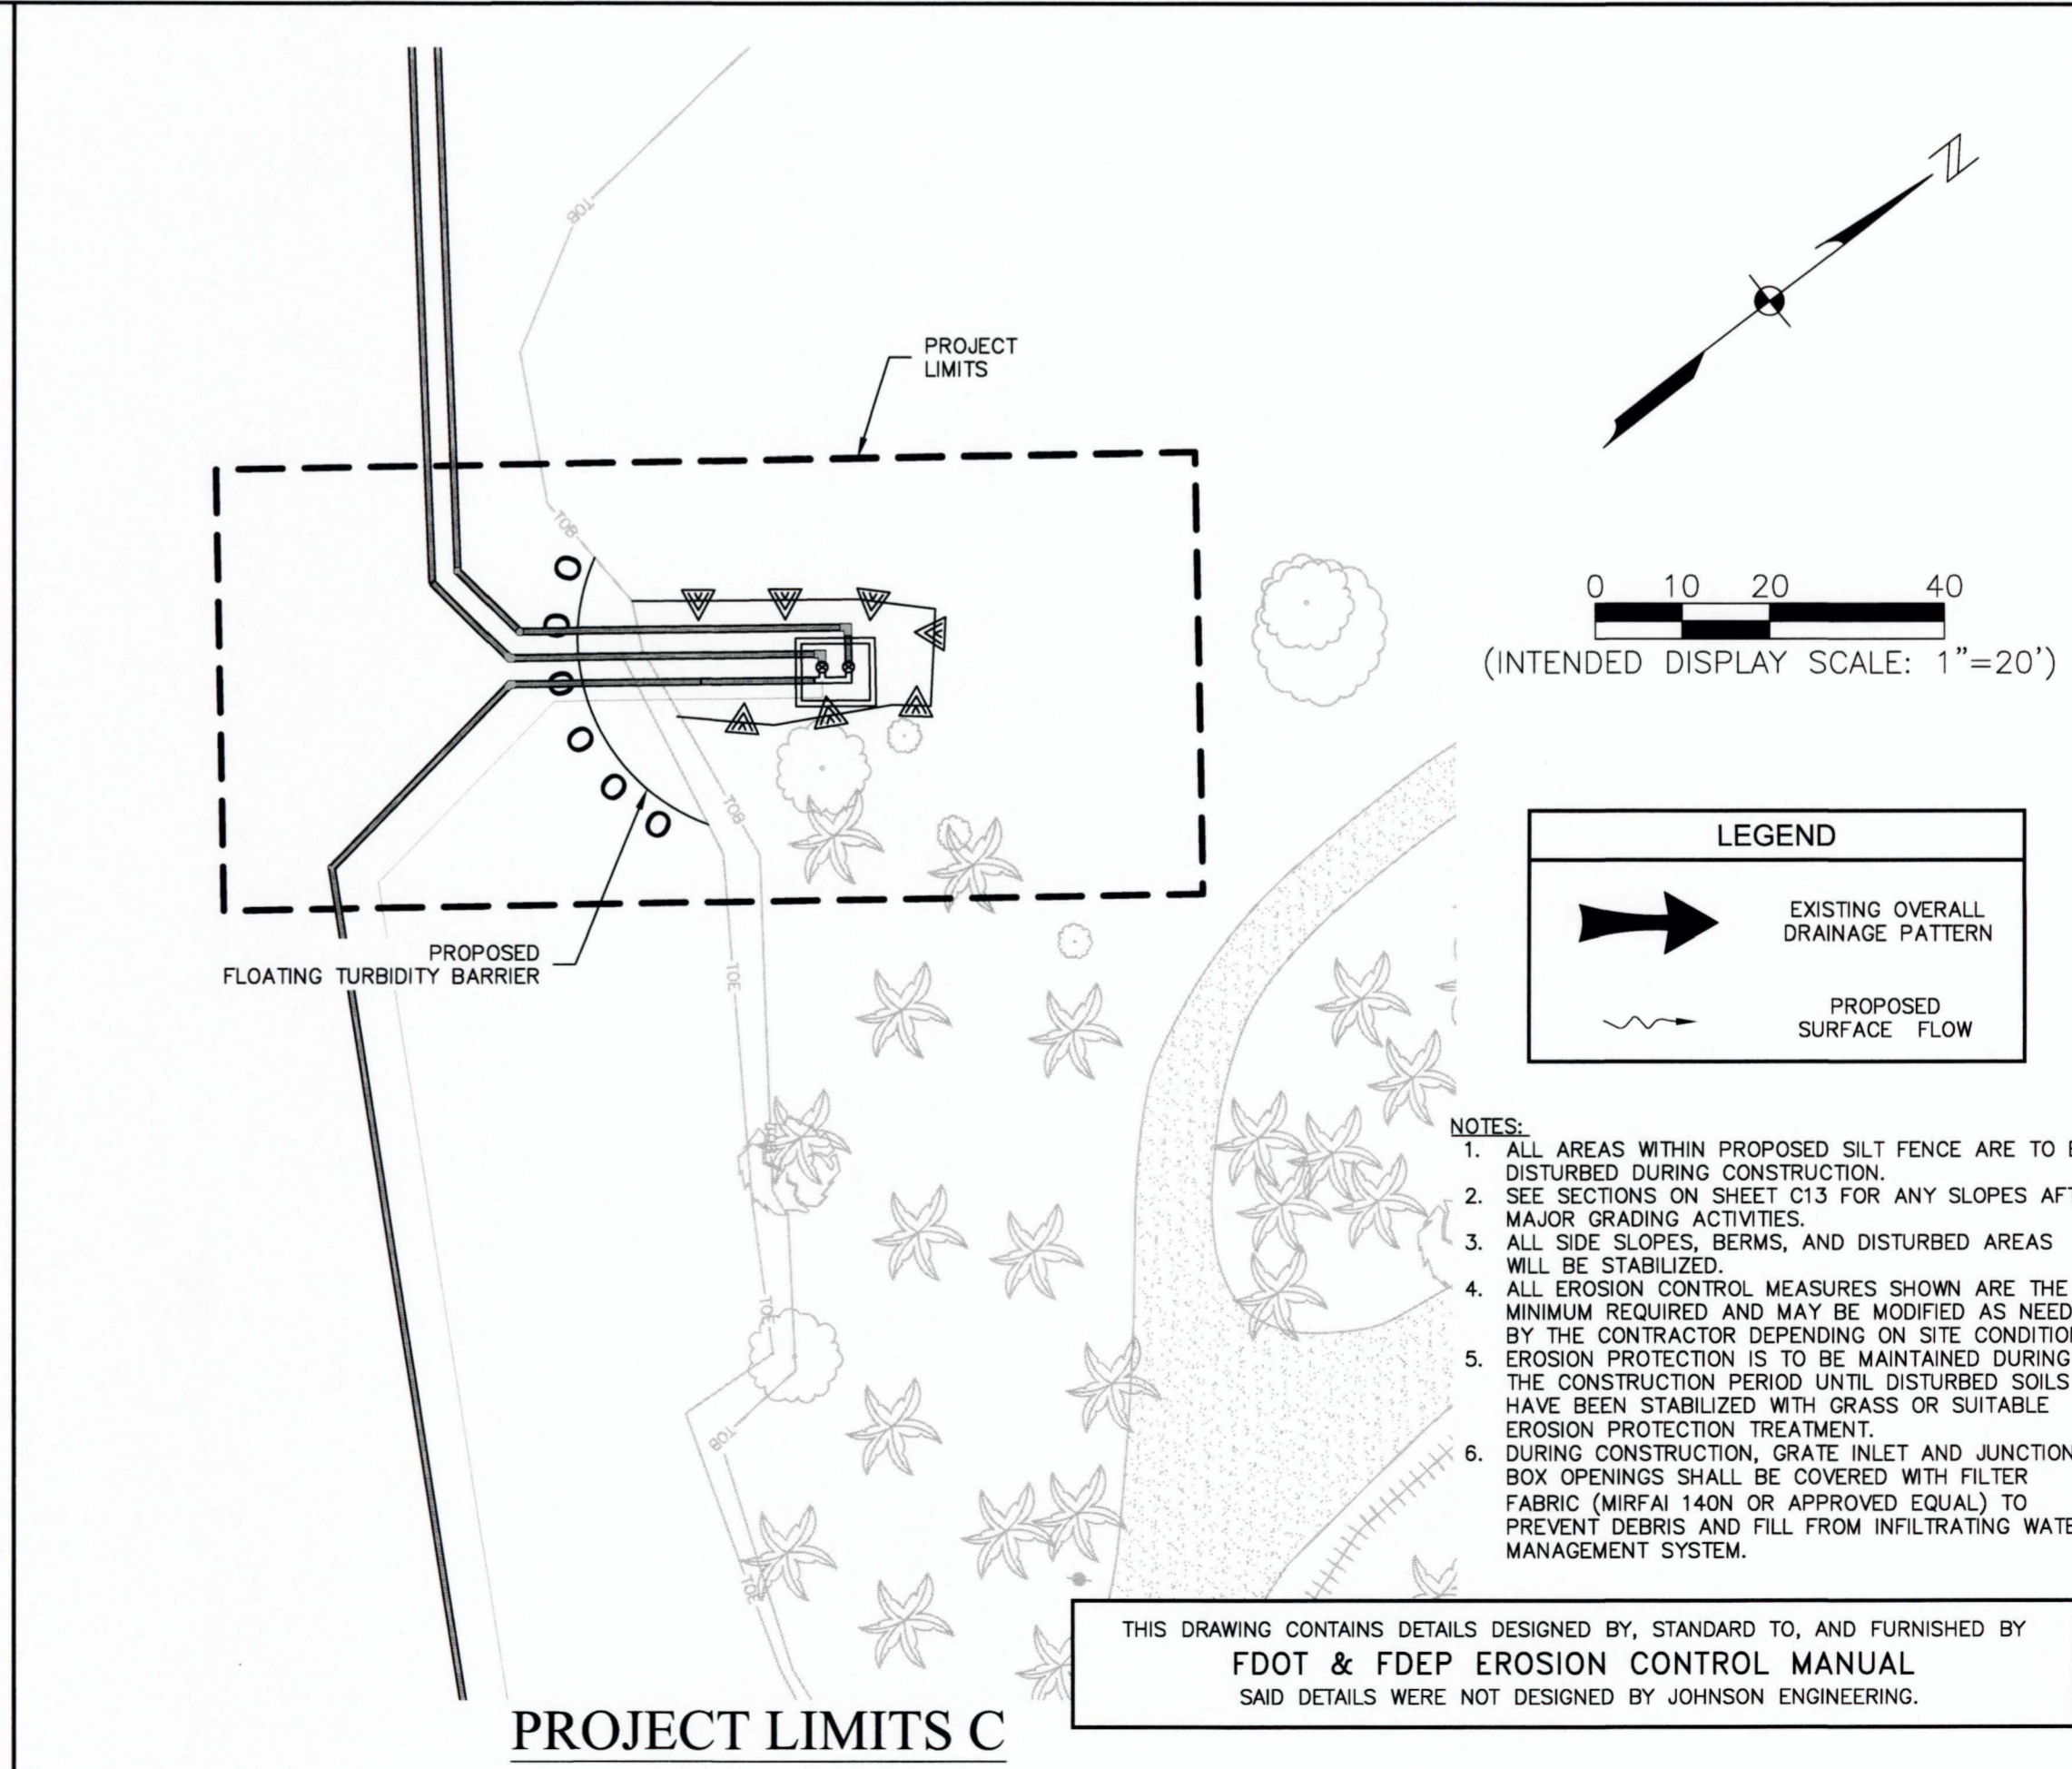 TOB
N
PROJECT
LIMITS
TOB
0 10 20 40
(INTENDED DISPLAY SCALE: 1"=20')
TOB
LEGEND
EXISTING OVERALL
DRAINAGE PATTERN
PROPOSED
SURFACE FLOW
PROPOSED
FLOATING TURBIDITY BARRIER
TOE
NOTES:
1. ALL AREAS WITHIN PROPOSED SILT FENCE ARE TO
DISTURBED DURING CONSTRUCTION.
2. SEE SECTIONS ON SHEET C13 FOR ANY SLOPES AFT
MAJOR GRADING ACTIVITIES.
3. ALL SIDE SLOPES, BERMS, AND DISTURBED AREAS
WILL BE STABILIZED.
4. ALL EROSION CONTROL MEASURES SHOWN ARE THE
MINIMUM REQUIRED AND MAY BE MODIFIED AS NEED
BY THE CONTRACTOR DEPENDING ON SITE CONDITIO
5. EROSION PROTECTION IS TO BE MAINTAINED DURING
THE CONSTRUCTION PERIOD UNTIL DISTURBED SOILS
HAVE BEEN STABILIZED WITH GRASS OR SUITABLE
EROSION PROTECTION TREATMENT.
6. DURING CONSTRUCTION, GRATE INLET AND JUNCTION
BOX OPENINGS SHALL BE COVERED WITH FILTER
FABRIC (MIRFAI 140N OR APPROVED EQUAL) TO
PREVENT DEBRIS AND FILL FROM INFILTRATING WATE
MANAGEMENT SYSTEM.
TOE
TOB
TOE
THIS DRAWING CONTAINS DETAILS DESIGNED BY, STANDARD TO, AND FURNISHED BY
FDOT & FDEP EROSION CONTROL MANUAL
SAID DETAILS WERE NOT DESIGNED BY JOHNSON ENGINEERING.
PROJECT LIMITS C